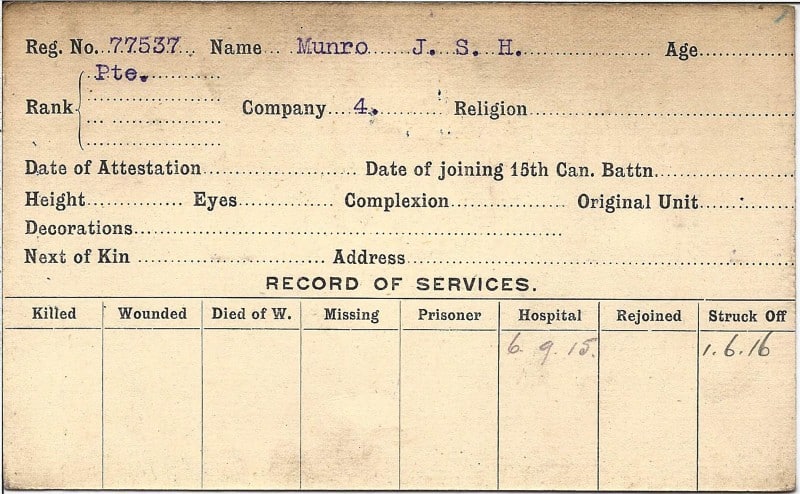 Reg. No. 77537 Name Munro J. S. H. Age
Pte.
Rank Company 4. Religion
Date of Attestation Date of joining 15th Can. Battn.
Height Eyes Complexion Original Unit
Decorations
Next of Kin Address
RECORD OF SERVICES.
Killed Wounded Died of W. Missing Prisoner Hospital Rejoined Struck Off
6. 9. 15. 1. 6. 16